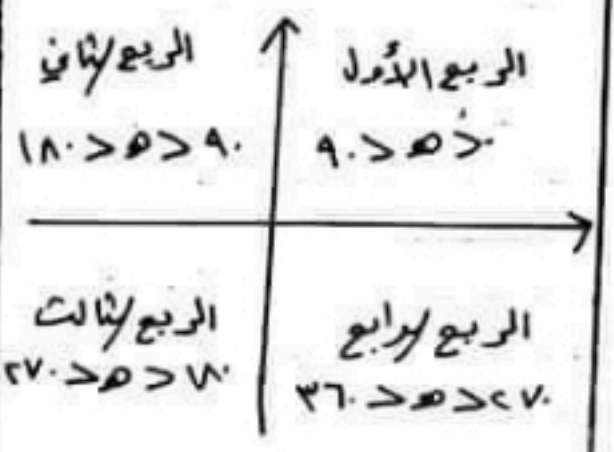 الربع الأول
٠ < هـ < ٩٠
الربع الثاني
٩٠ < هـ < ١٨٠
الربع الثالث
١٨٠ < هـ < ٢٧٠
الربع الرابع
٢٧٠ < هـ < ٣٦٠